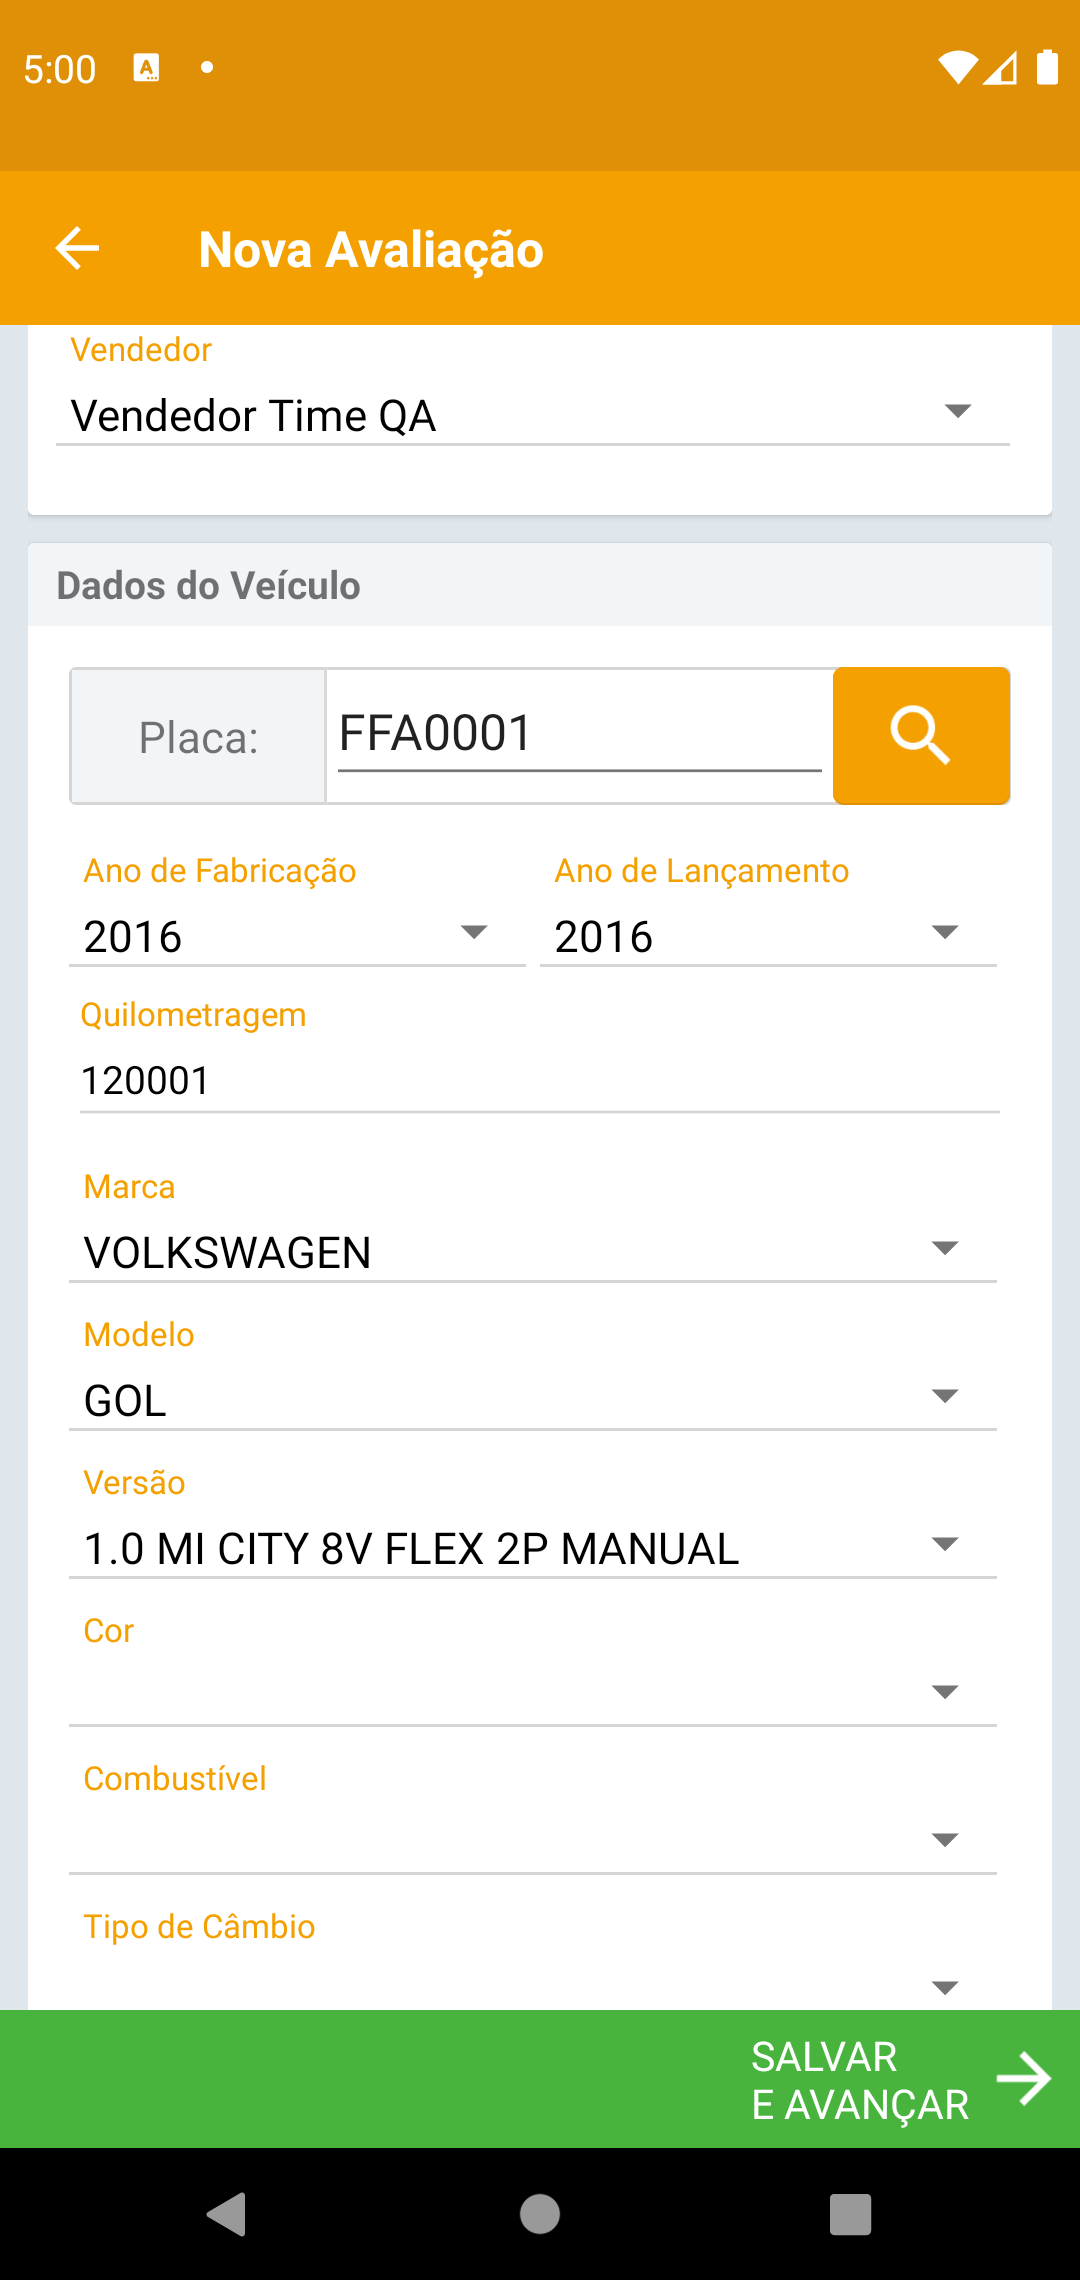 5:00
Nova Avaliação
Vendedor
Vendedor Time QA
Dados do Veículo
Placa: FFA0001
Ano de Fabricação Ano de Lançamento
2016 2016
Quilometragem
120001
Marca
VOLKSWAGEN
Modelo
GOL
Versão
1.0 MI CITY 8V FLEX 2P MANUAL
Cor
Combustível
Tipo de Câmbio
SALVAR
E AVANÇAR